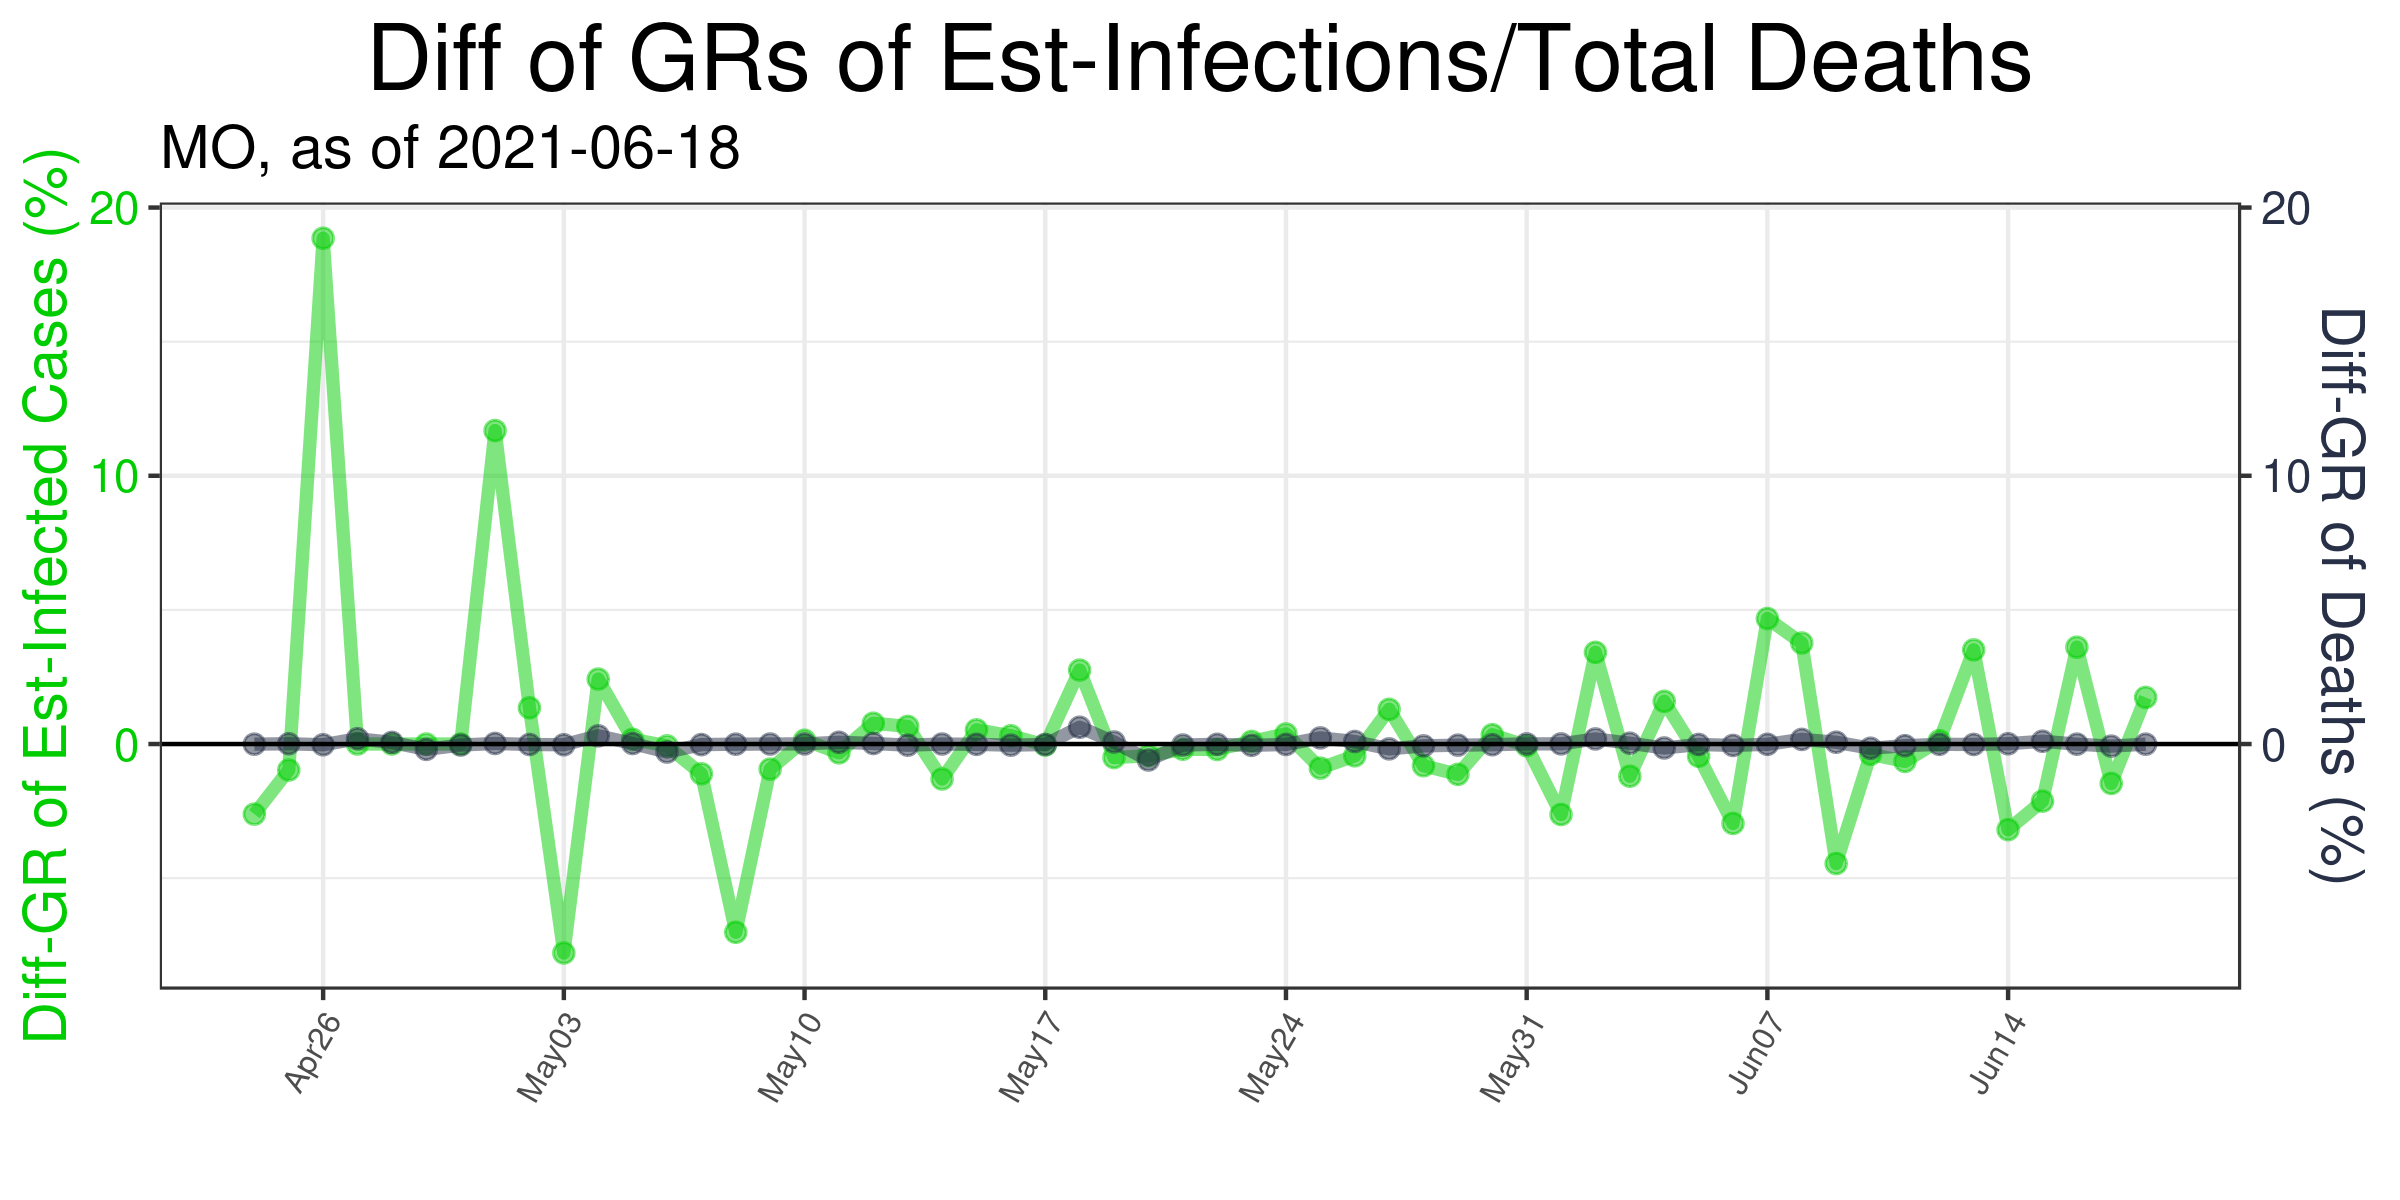 Diff of GRs of Est-Infections/Total Deaths
MO, as of 2021-06-18
Diff-GR of Est-Infected Cases (%)
20
10
0
20
10
0
Diff-GR of Deaths (%)
Apr26
May03
May10
May17
May24
May31
Jun07
Jun14